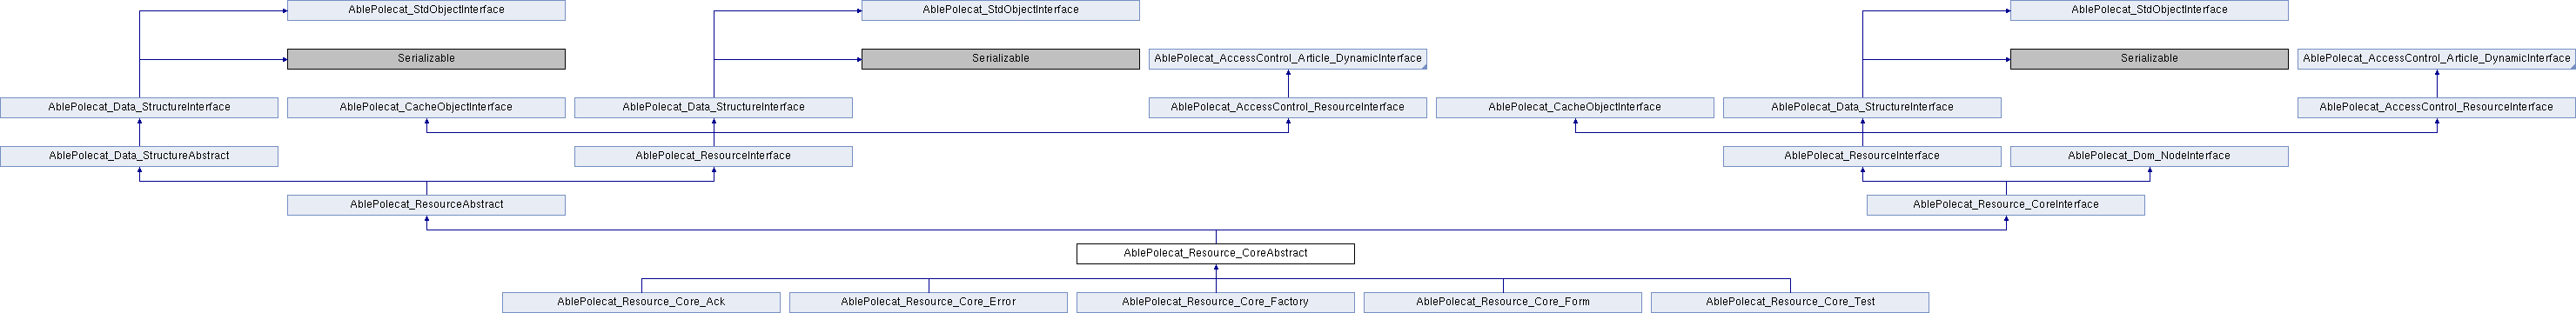 AblePolecat_StdObjectInterface
AblePolecat_StdObjectInterface
AblePolecat_StdObjectInterface
Serializable
Serializable
AblePolecat_AccessControl_Article_DynamicInterface
Serializable
AblePolecat_AccessControl_Article_DynamicInterface
AblePolecat_Data_StructureInterface
AblePolecat_CacheObjectInterface
AblePolecat_Data_StructureInterface
AblePolecat_AccessControl_ResourceInterface
AblePolecat_CacheObjectInterface
AblePolecat_Data_StructureInterface
AblePolecat_AccessControl_ResourceInterface
AblePolecat_Data_StructureAbstract
AblePolecat_ResourceInterface
AblePolecat_ResourceInterface
AblePolecat_Dom_NodeInterface
AblePolecat_ResourceAbstract
AblePolecat_Resource_CoreInterface
AblePolecat_Resource_CoreAbstract
AblePolecat_Resource_Core_Ack
AblePolecat_Resource_Core_Error
AblePolecat_Resource_Core_Factory
AblePolecat_Resource_Core_Form
AblePolecat_Resource_Core_Test